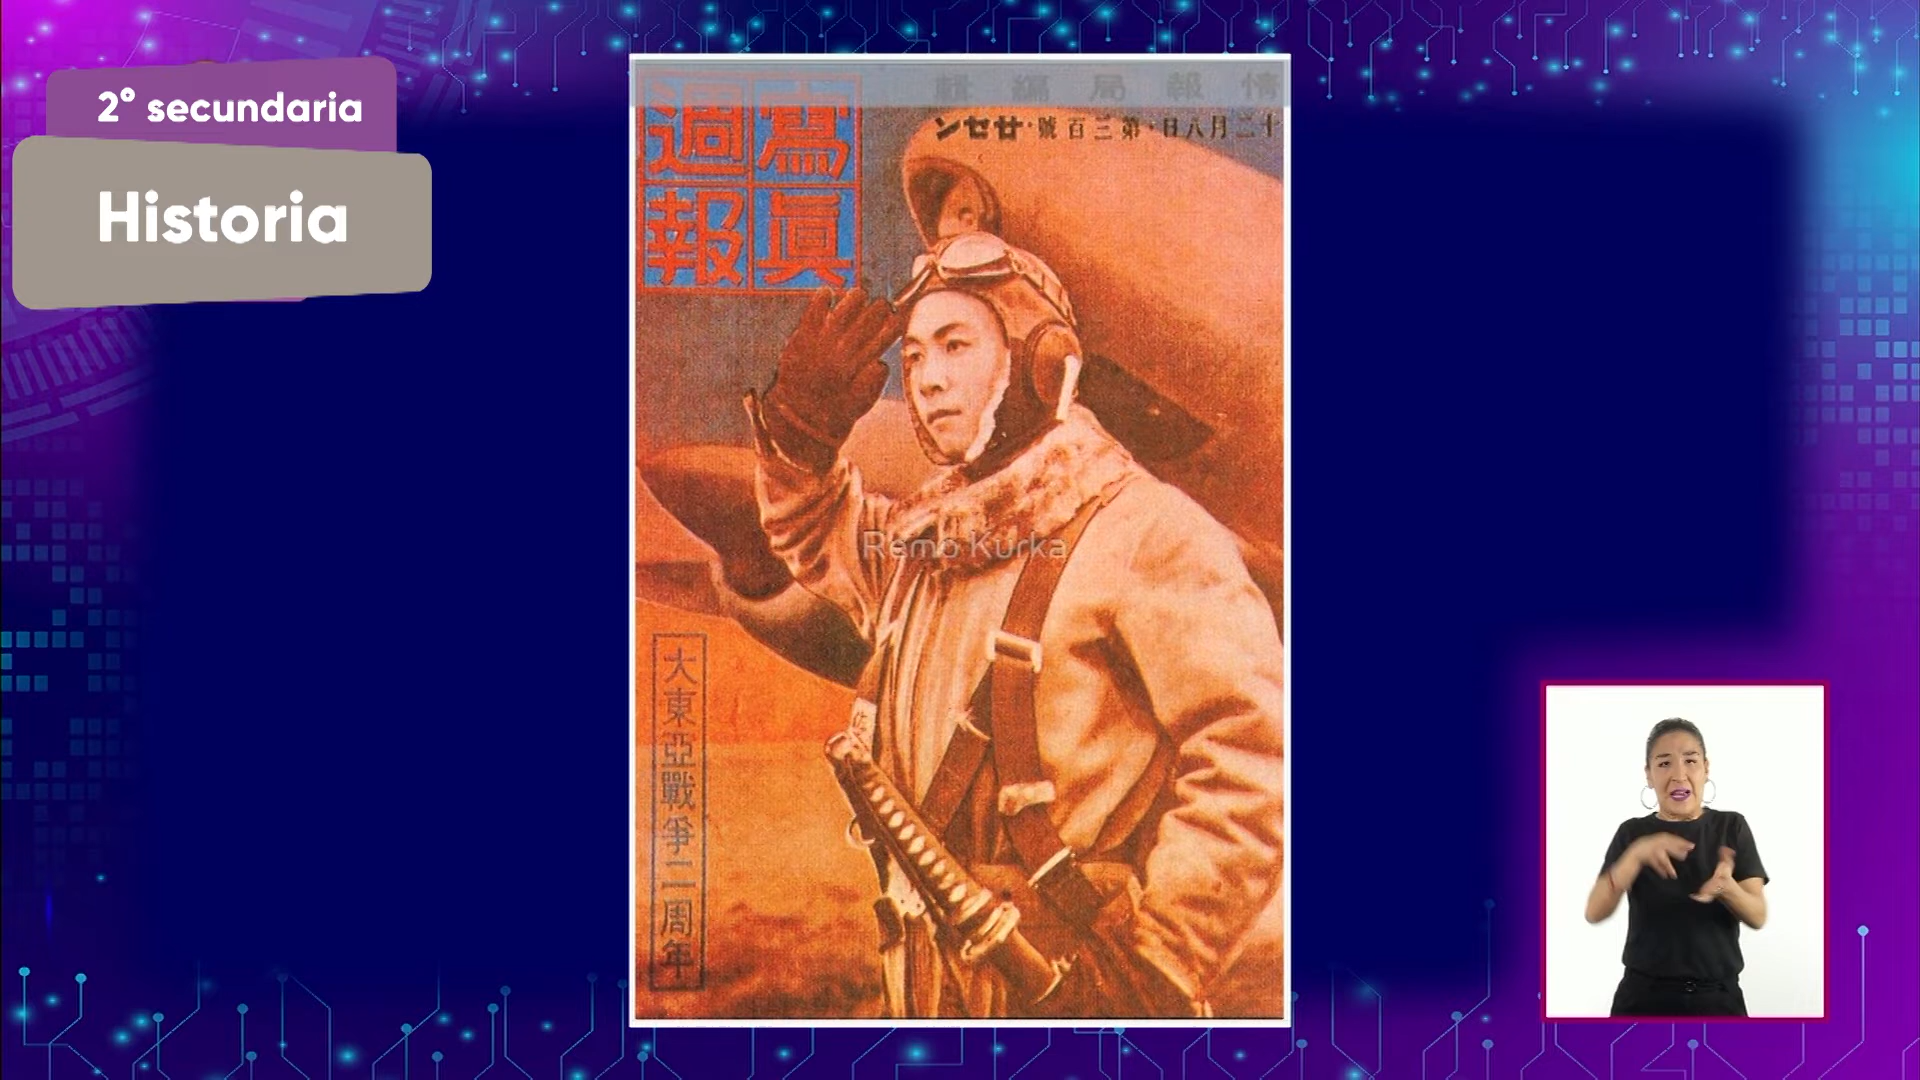 2° secundaria
Historia
情報局編輯
十二月八日・第三百號・廿セン
寫眞
週報
Remo Kurka
大東亞戰爭二周年